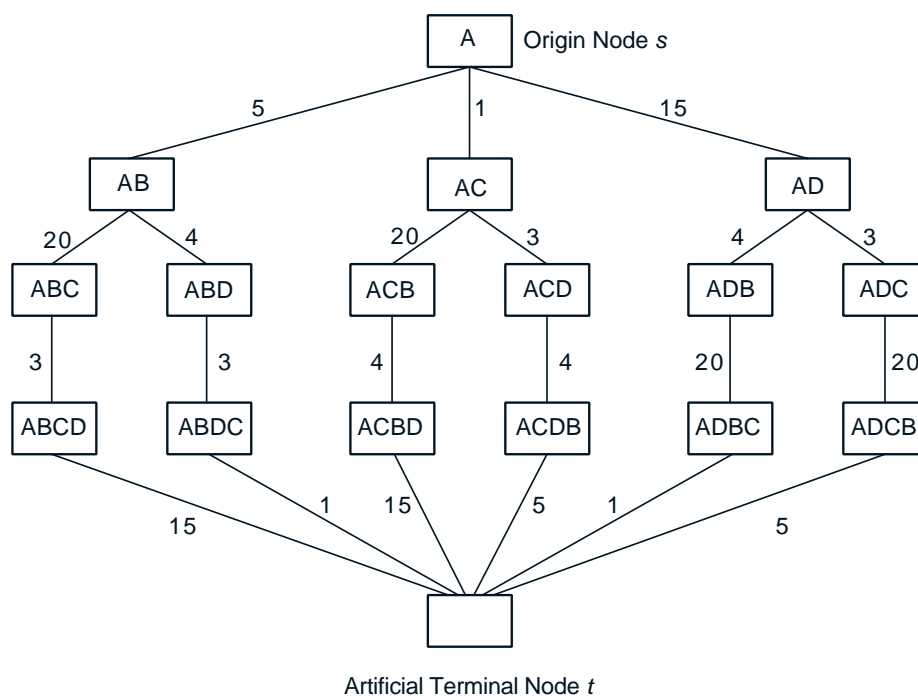 A Origin Node s
5 1 15
AB AC AD
20 4 20 3 4 3
ABC ABD ACB ACD ADB ADC
3 3 4 4 20 20
ABCD ABDC ACBD ACDB ADBC ADCB
15 1 15 5 1 5
Artificial Terminal Node t